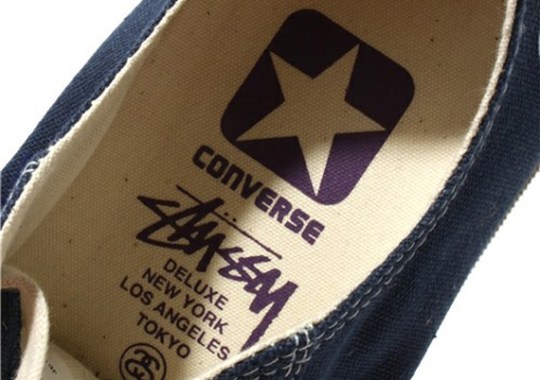 CONVERSE
STÜSSY
DELUXE
NEW YORK
LOS ANGELES
TOKYO